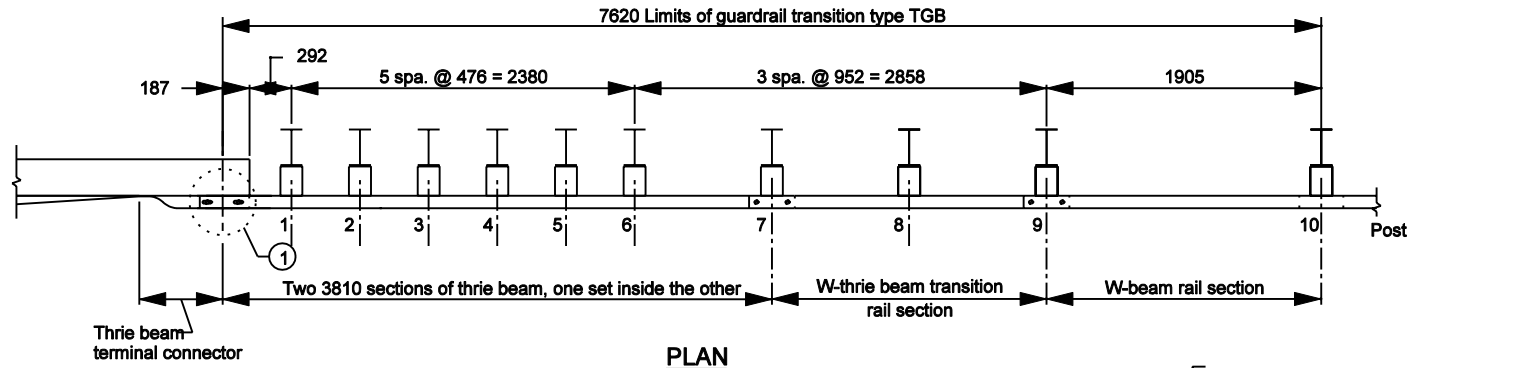 7620 Limits of guardrail transition type TGB
292
187
5 spa. @ 476 = 2380
3 spa. @ 952 = 2858
1905
1
2
3
4
5
6
7
8
9
10
Post
1
Two 3810 sections of thrie beam, one set inside the other
W-thrie beam transition
rail section
W-beam rail section
Thrie beam
terminal connector
PLAN